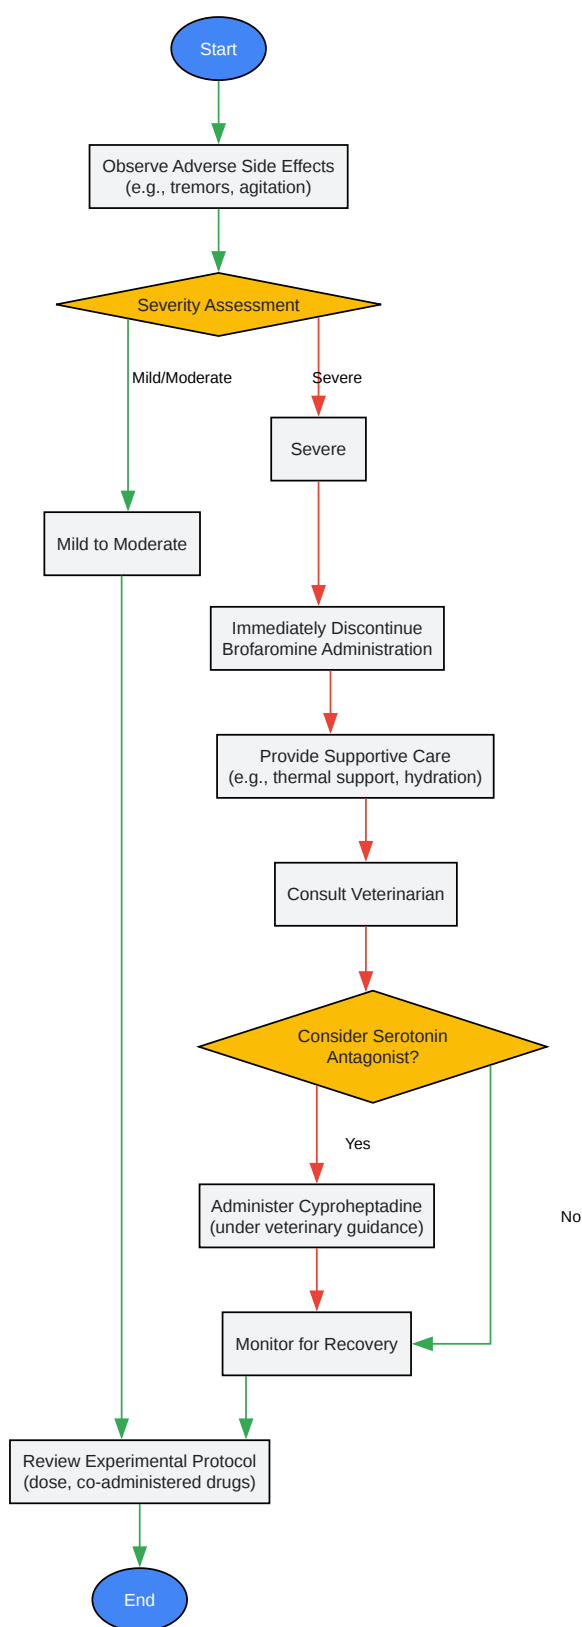 Start
Observe Adverse Side Effects
(e.g., tremors, agitation)
Severity Assessment
Mild/Moderate
Severe
Severe
Mild to Moderate
Immediately Discontinue
Brofaromine Administration
Provide Supportive Care
(e.g., thermal support, hydration)
Consult Veterinarian
Consider Serotonin
Antagonist?
Yes
Administer Cyproheptadine
(under veterinary guidance)
No
Monitor for Recovery
Review Experimental Protocol
(dose, co-administered drugs)
End